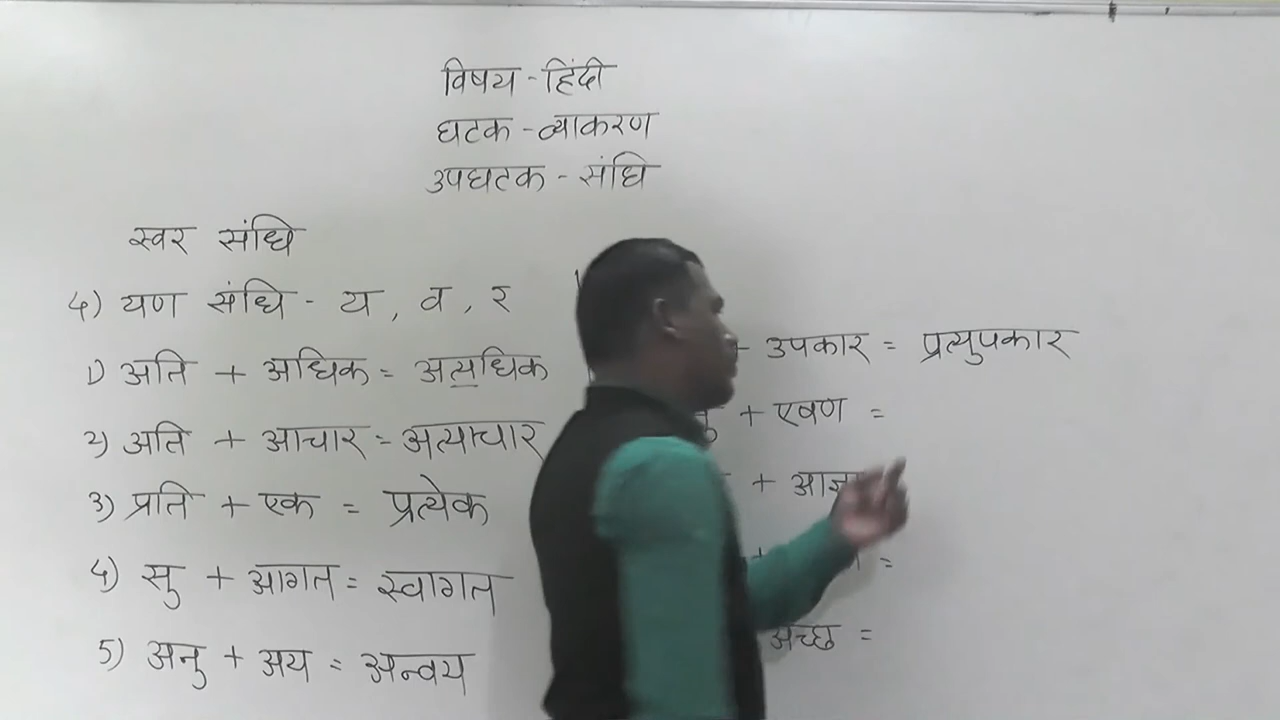 विषय - हिंदी
घटक - व्याकरण
उपघटक - संधि
स्वर संधि
4) यण संधि - य, व, र
1) अति + अधिक = अत्यधिक
2) अति + आचार = अत्याचार
3) प्रति + एक = प्रत्येक
4) सु + आगत = स्वागत
5) अनु + अय = अन्वय
+ उपकार = प्रत्युपकार
+ एषण =
+ आज्ञा
=
अच्छ =